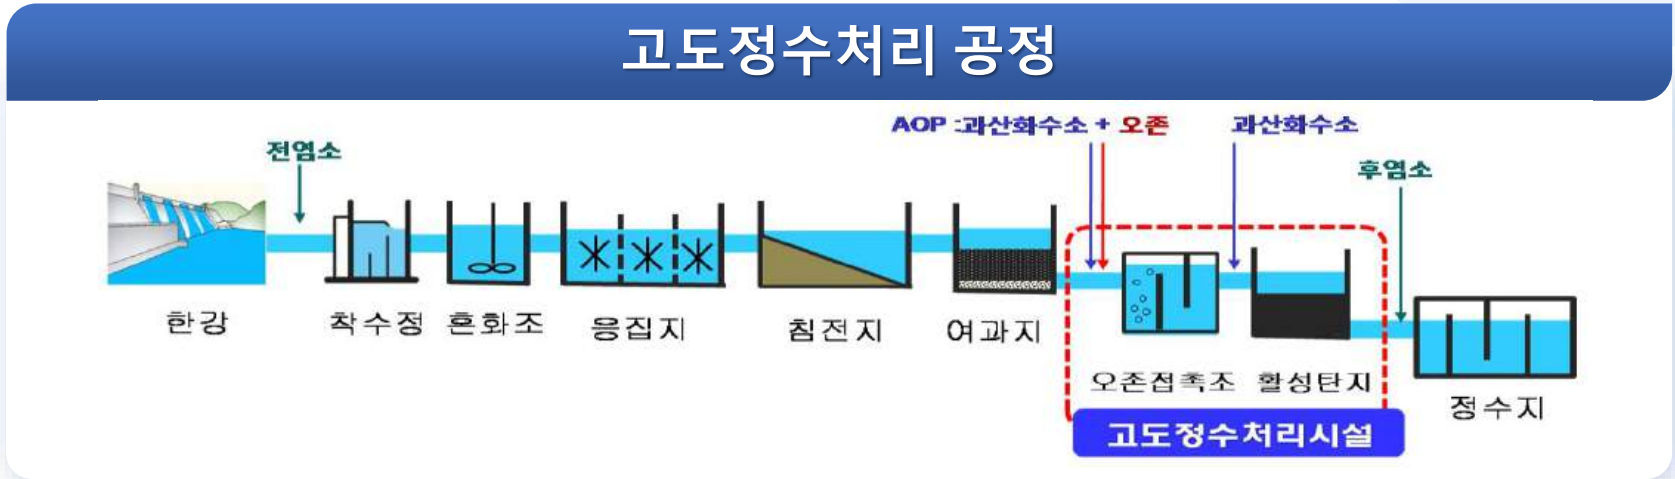 고도정수처리 공정
AOP :과산화수소 + 오존
과산화수소
전염소
후염소
한강
착수정
혼화조
응집지
침전지
여과지
오존접촉조
활성탄지
정수지
고도정수처리시설